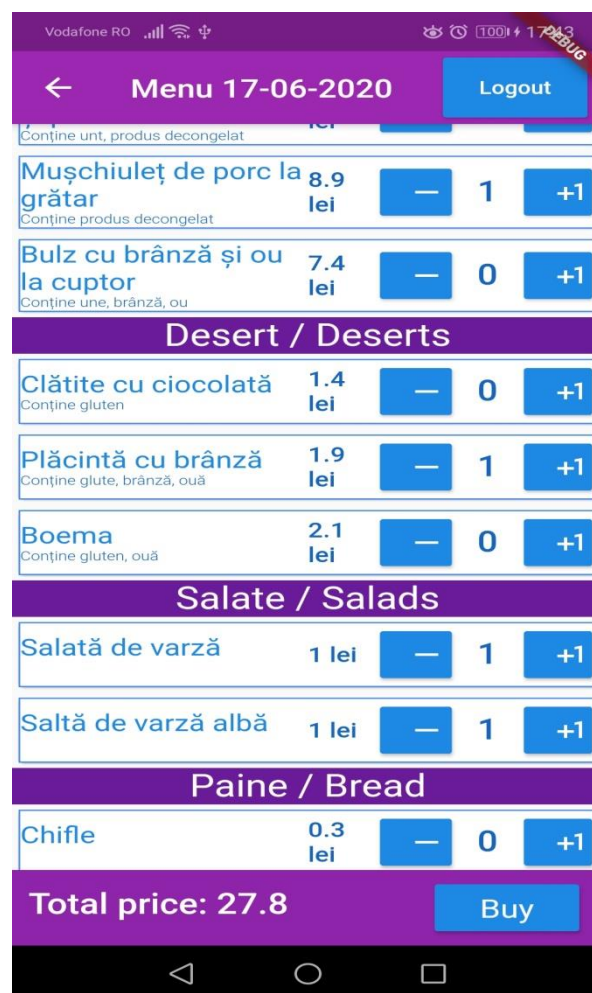 Vodafone RO 100 17:43
DEBUG
← Menu 17-06-2020 Logout
Conține unt, produs decongelat
lei
Mușchiuleț de porc la
grătar
Conține produs decongelat
8.9
lei
— 1 +1
Bulz cu brânză și ou
la cuptor
Conține une, brânză, ou
7.4
lei
— 0 +1
Desert / Deserts
Clătite cu ciocolată
Conține gluten
1.4
lei
— 0 +1
Plăcintă cu brânză
Conține glute, brânză, ouă
1.9
lei
— 1 +1
Boema
Conține gluten, ouă
2.1
lei
— 0 +1
Salate / Salads
Salată de varză 1 lei — 1 +1
Saltă de varză albă 1 lei — 1 +1
Paine / Bread
Chifle
0.3
lei
— 0 +1
Total price: 27.8 Buy